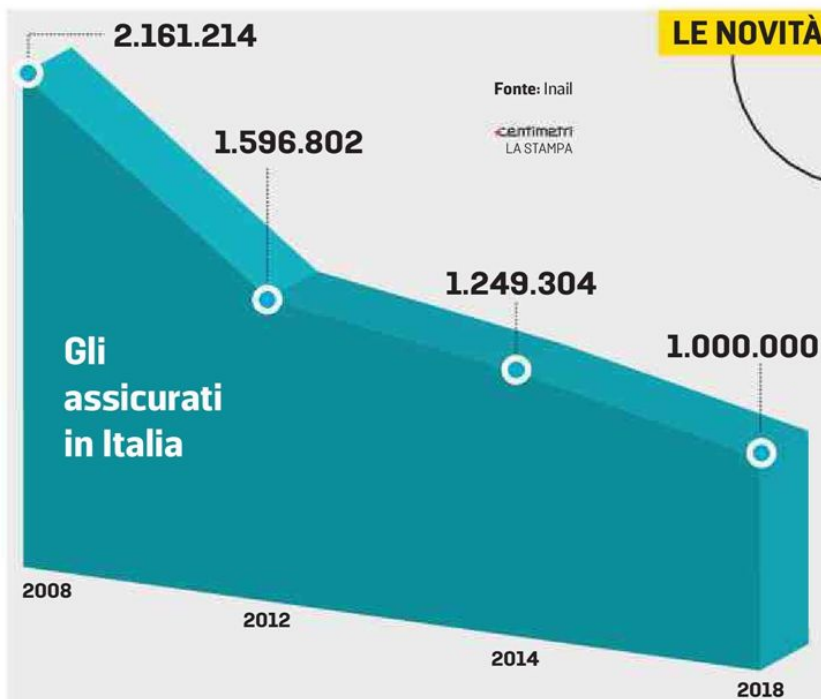 2.161.214
LE NOVITÀ
Fonte: Inail
centimetri
LA STAMPA
1.596.802
1.249.304
1.000.000
Gli
assicurati
in Italia
2008
2012
2014
2018